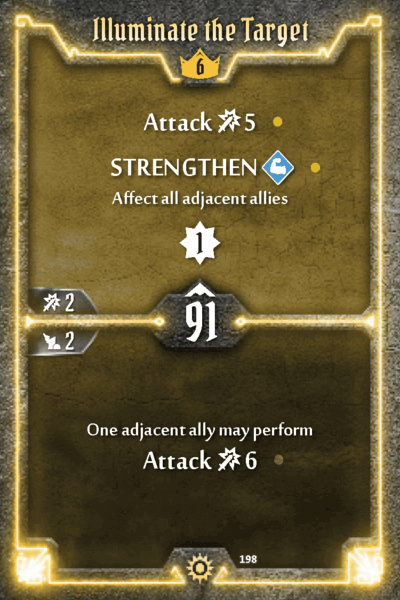 Illuminate the Target
6
Attack 5
STRENGTHEN
Affect all adjacent allies
1
2
91
2
One adjacent ally may perform
Attack 6
198